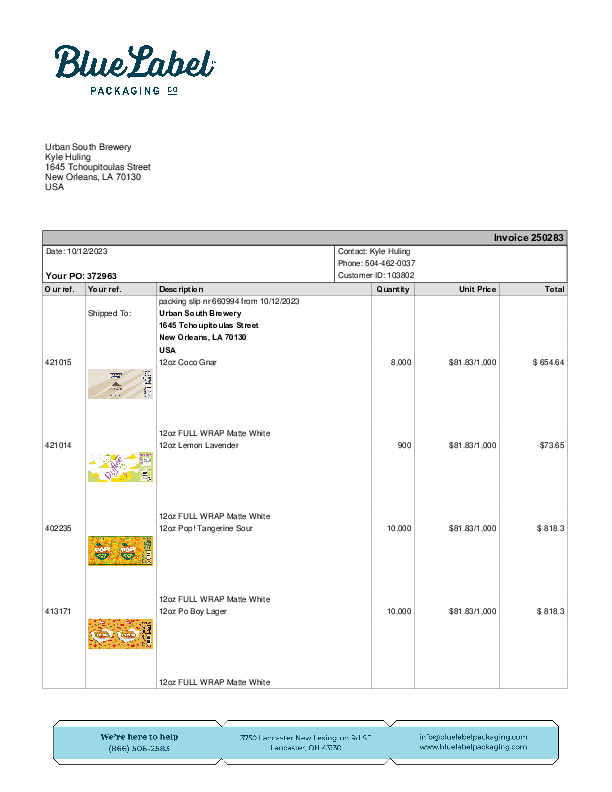 Blue Label
PACKAGING CO
Urban South Brewery
Kyle Huling
1645 Tchoupitoulas Street
New Orleans, LA 70130
USA
Invoice 250283
Date: 10/12/2023
Contact: Kyle Huling
Phone: 504-462-0037
Your PO: 372963
Customer ID: 103802
Our ref. Your ref. Description Quantity Unit Price Total
packing slip nr 660994 from 10/12/2023
Shipped To: Urban South Brewery
1645 Tchoupitoulas Street
New Orleans, LA 70130
USA
421015 12oz Coco Gnar 8,000 $81.83/1,000 $ 654.64
12oz FULL WRAP Matte White
421014 12oz Lemon Lavender 900 $81.83/1,000 $73.65
12oz FULL WRAP Matte White
402235 12oz Pop! Tangerine Sour 10,000 $81.83/1,000 $ 818.3
12oz FULL WRAP Matte White
413171 12oz Po Boy Lager 10,000 $81.83/1,000 $ 818.3
12oz FULL WRAP Matte White
We're here to help
(866) 506-2583
3750 Lancaster New Lexington Rd SE
Lancaster, OH 43130
info@bluelabelpackaging.com
www.bluelabelpackaging.com